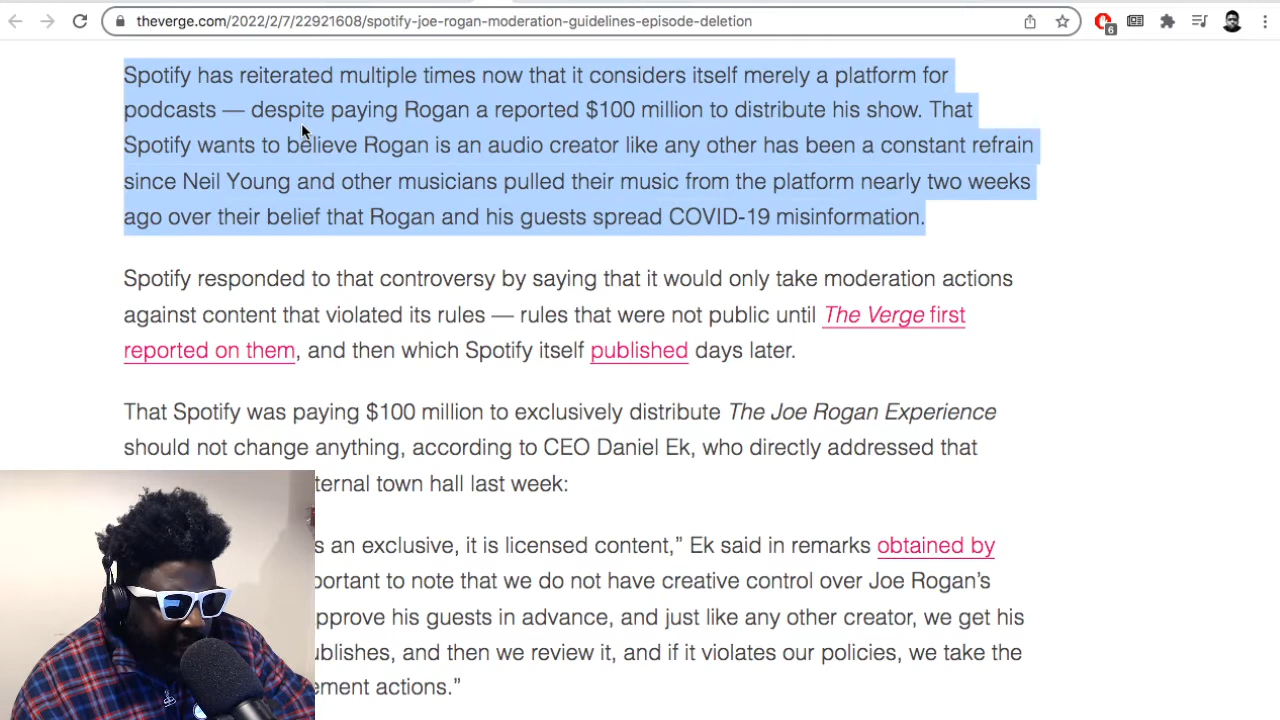 theverge.com/2022/2/7/22921608/spotify-joe-rogan-moderation-guidelines-episode-deletion
6
Spotify has reiterated multiple times now that it considers itself merely a platform for
podcasts — despite paying Rogan a reported $100 million to distribute his show. That
Spotify wants to believe Rogan is an audio creator like any other has been a constant refrain
since Neil Young and other musicians pulled their music from the platform nearly two weeks
ago over their belief that Rogan and his guests spread COVID-19 misinformation.
Spotify responded to that controversy by saying that it would only take moderation actions
against content that violated its rules — rules that were not public until The Verge first
reported on them, and then which Spotify itself published days later.
That Spotify was paying $100 million to exclusively distribute The Joe Rogan Experience
should not change anything, according to CEO Daniel Ek, who directly addressed that
ternal town hall last week:
s an exclusive, it is licensed content,” Ek said in remarks obtained by
portant to note that we do not have creative control over Joe Rogan’s
pprove his guests in advance, and just like any other creator, we get his
ublishes, and then we review it, and if it violates our policies, we take the
ement actions.”